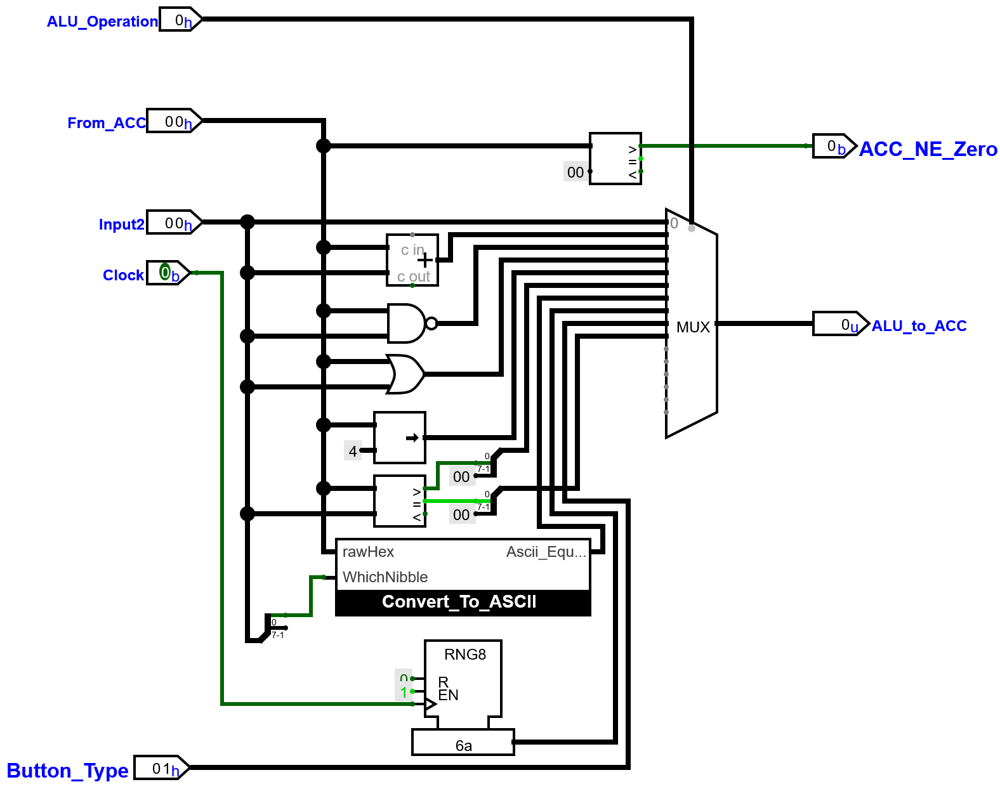 ALU_Operation 0h
From_ACC 00h
> = <
00
0b ACC_NE_Zero
Input2 00h
0
c in
+
c out
Clock 0b
MUX
0u ALU_to_ACC
4
0
7-1
00
> = <
0
7-1
00
rawHex Ascii_Equ...
WhichNibble
Convert_To_ASCII
0
7-1
RNG8
0 R
1 EN
6a
Button_Type 01h